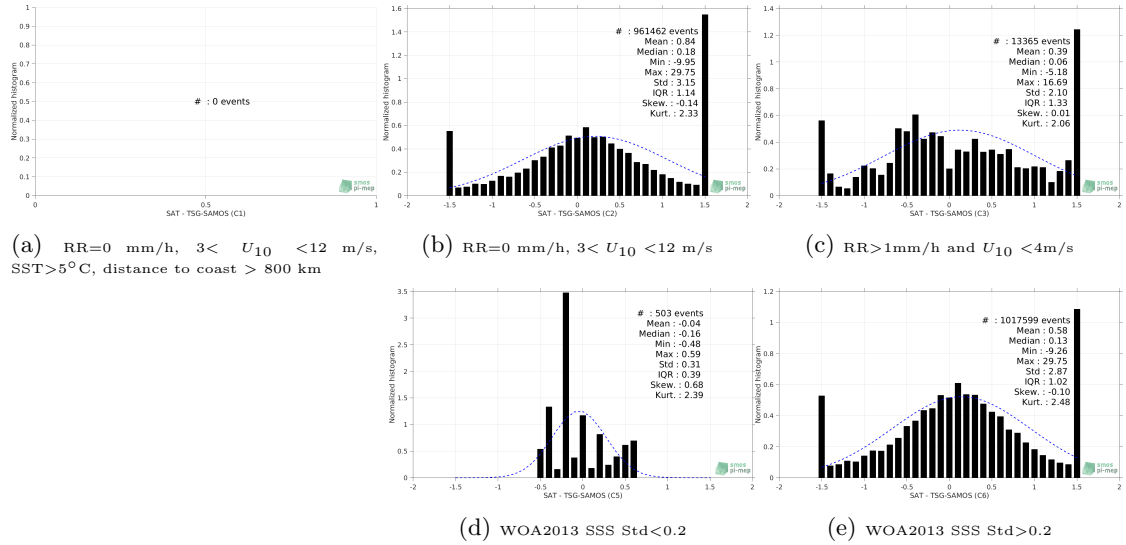 1
0.9
0.8
0.7
0.6
0.5
0.4
0.3
0.2
0.1
0
Normalized histogram
# : 0 events
smos
pi-mep
0 0.5 1
SAT - TSG-SAMOS (C1)
(a) RR=0 mm/h, 3< U10 <12 m/s,
SST>5°C, distance to coast > 800 km
1.6
1.4
1.2
1
0.8
0.6
0.4
0.2
0
Normalized histogram
# : 961462 events
Mean : 0.84
Median : 0.18
Min : -9.95
Max : 29.75
Std : 3.15
IQR : 1.14
Skew. : -0.14
Kurt. : 2.33
smos
pi-mep
-2 -1.5 -1 -0.5 0 0.5 1 1.5 2
SAT - TSG-SAMOS (C2)
(b) RR=0 mm/h, 3< U10 <12 m/s
1.4
1.2
1
0.8
0.6
0.4
0.2
0
Normalized histogram
# : 13365 events
Mean : 0.39
Median : 0.06
Min : -5.18
Max : 16.69
Std : 2.10
IQR : 1.33
Skew. : 0.01
Kurt. : 2.06
smos
pi-mep
-2 -1.5 -1 -0.5 0 0.5 1 1.5 2
SAT - TSG-SAMOS (C3)
(c) RR>1mm/h and U10 <4m/s
3.5
3
2.5
2
1.5
1
0.5
0
Normalized histogram
# : 503 events
Mean : -0.04
Median : -0.16
Min : -0.48
Max : 0.59
Std : 0.31
IQR : 0.39
Skew. : 0.68
Kurt. : 2.39
smos
pi-mep
-2 -1.5 -1 -0.5 0 0.5 1 1.5 2
SAT - TSG-SAMOS (C5)
(d) WOA2013 SSS Std<0.2
1.2
1
0.8
0.6
0.4
0.2
0
Normalized histogram
# : 1017599 events
Mean : 0.58
Median : 0.13
Min : -9.26
Max : 29.75
Std : 2.87
IQR : 1.02
Skew. : -0.10
Kurt. : 2.48
smos
pi-mep
-2 -1.5 -1 -0.5 0 0.5 1 1.5 2
SAT - TSG-SAMOS (C6)
(e) WOA2013 SSS Std>0.2